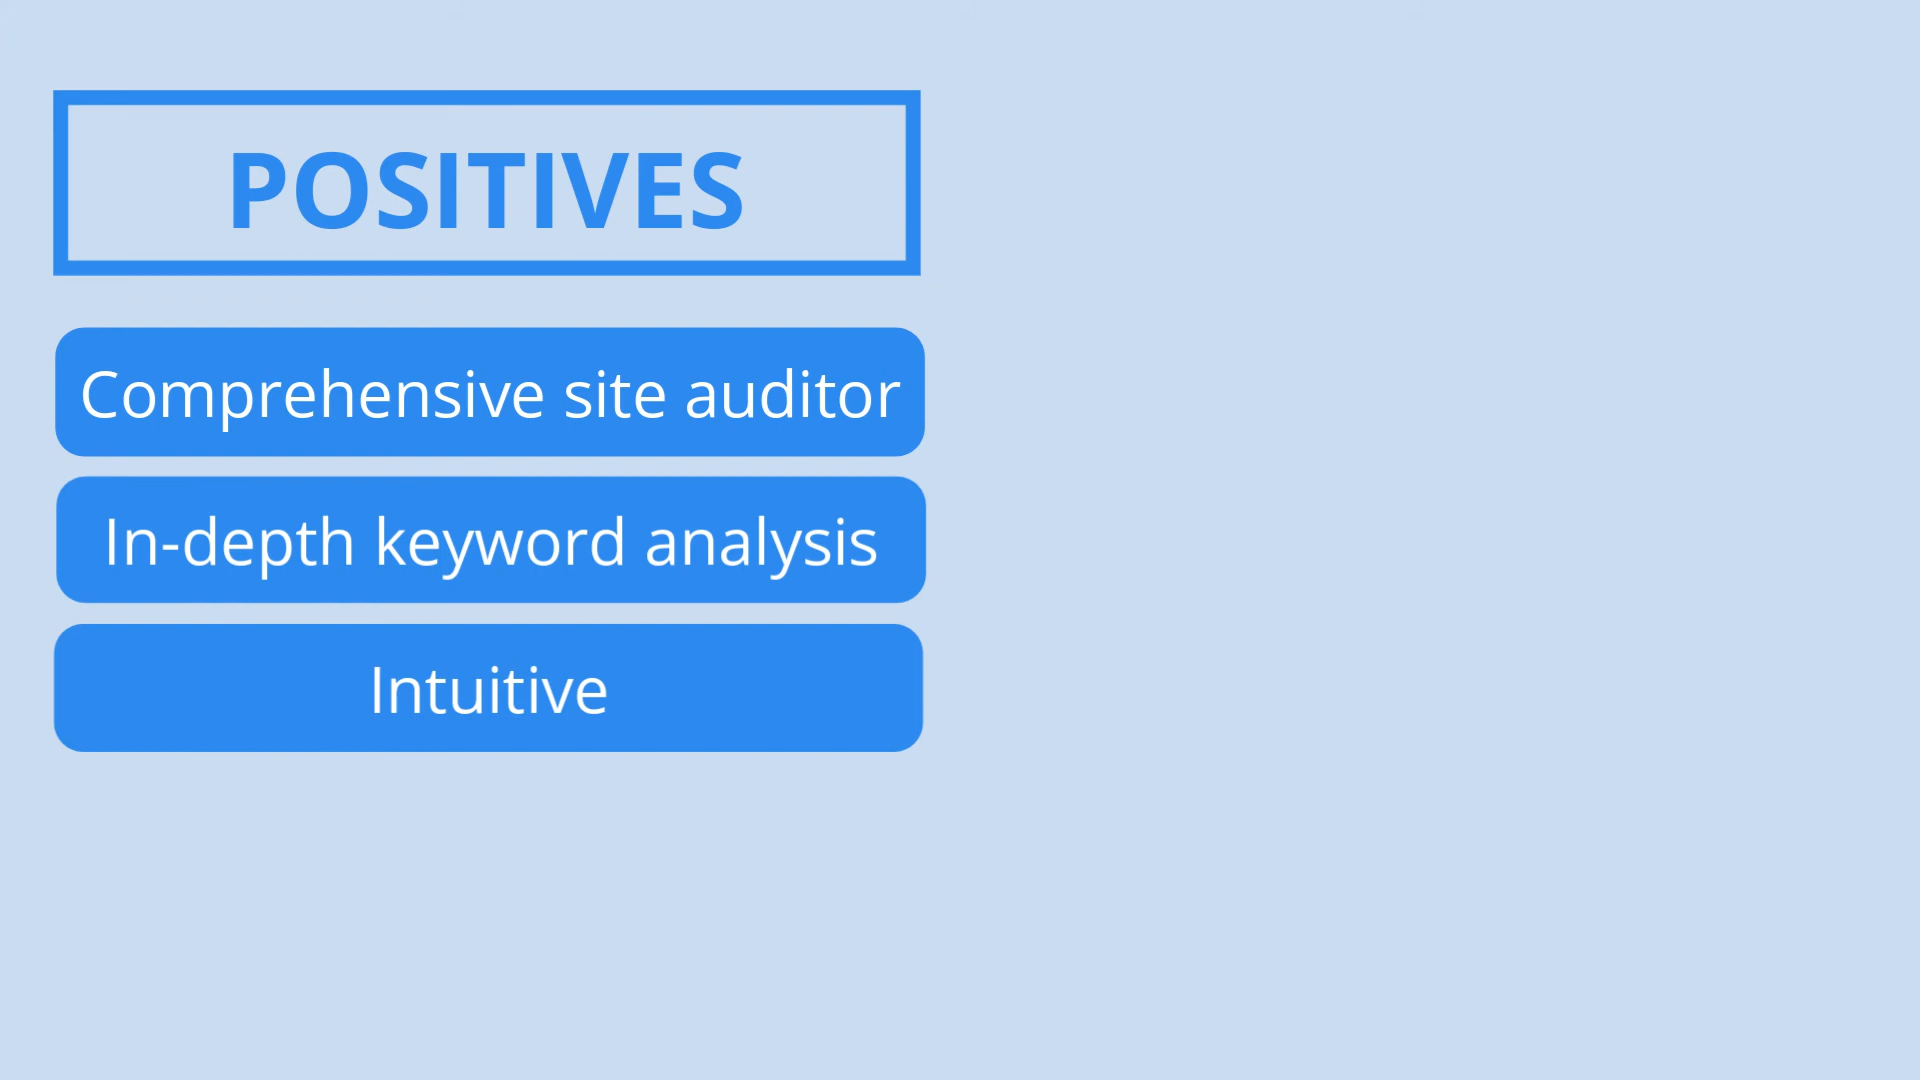 POSITIVES
Comprehensive site auditor
In-depth keyword analysis
Intuitive